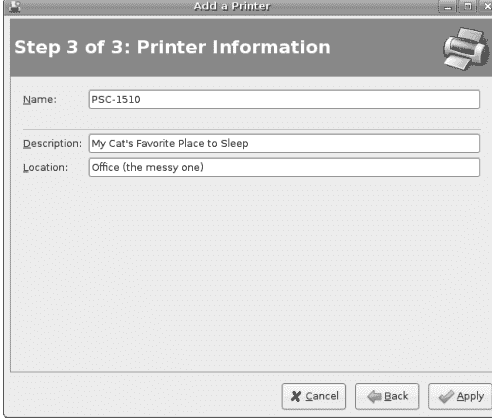 Add a Printer
Step 3 of 3: Printer Information
Name: PSC-1510
Description: My Cat's Favorite Place to Sleep
Location: Office (the messy one)
Cancel Back Apply